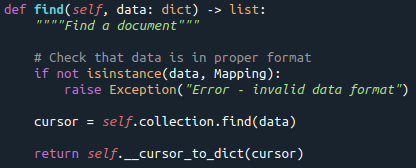 def find(self, data: dict) -> list:
    """"Find a document"""

    # Check that data is in proper format
    if not isinstance(data, Mapping):
        raise Exception("Error - invalid data format")

    cursor = self.collection.find(data)

    return self.__cursor_to_dict(cursor)